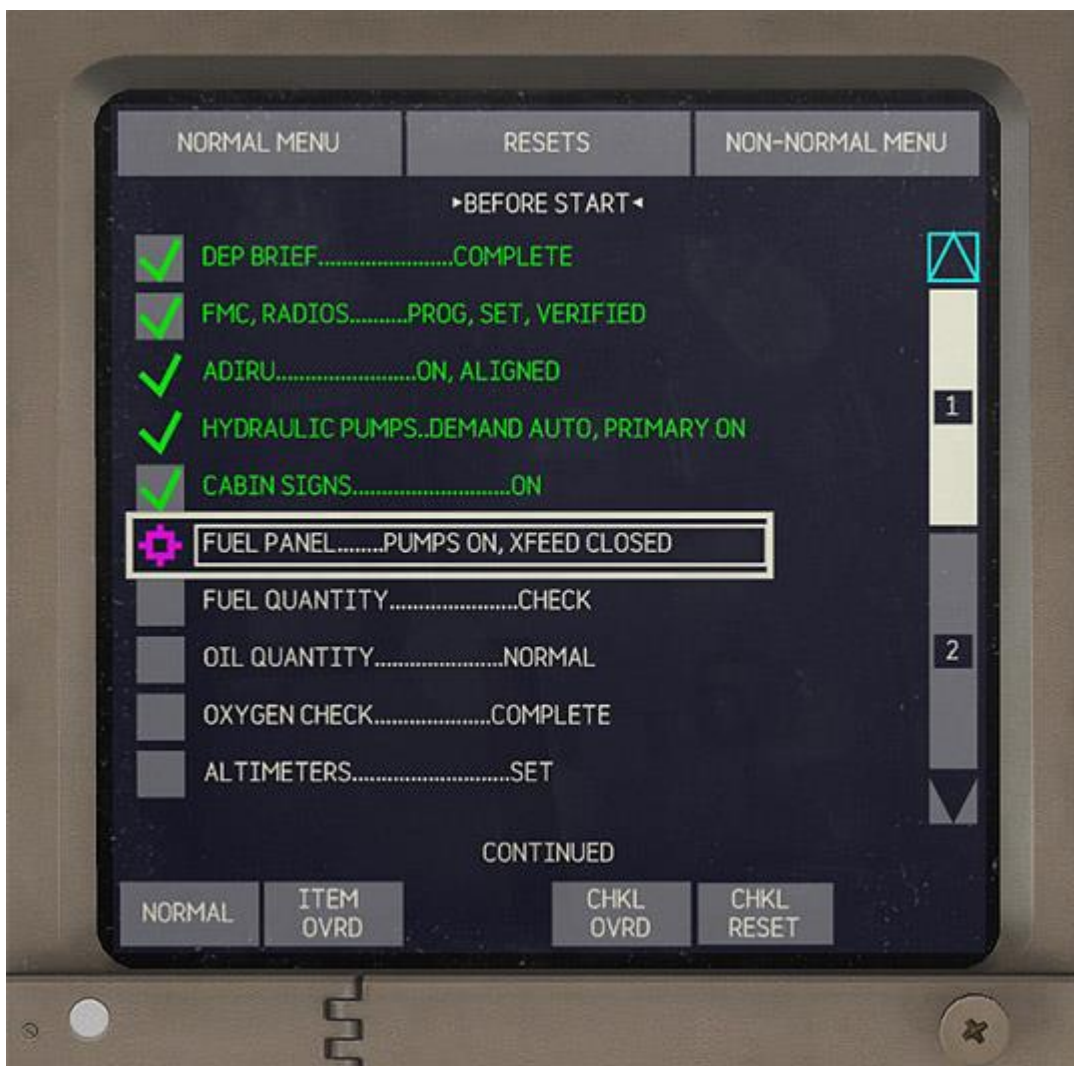 NORMAL MENU RESETS NON-NORMAL MENU
▸BEFORE START◂
DEP BRIEF......................COMPLETE
FMC, RADIOS..........PROG, SET, VERIFIED
ADIRU.......................ON, ALIGNED
HYDRAULIC PUMPS..DEMAND AUTO, PRIMARY ON
CABIN SIGNS..........................ON
FUEL PANEL........PUMPS ON, XFEED CLOSED
FUEL QUANTITY......................CHECK
1
OIL QUANTITY.....................NORMAL
2
OXYGEN CHECK...................COMPLETE
ALTIMETERS..........................SET
CONTINUED
NORMAL ITEM OVRD CHKL OVRD CHKL RESET